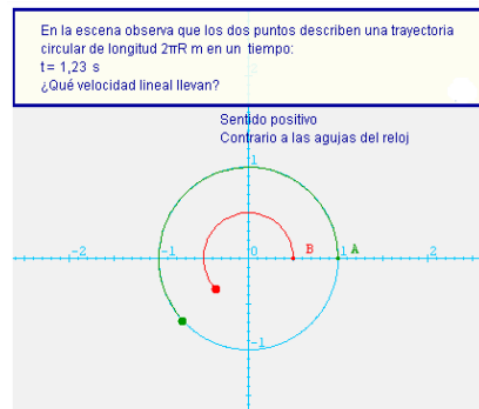 En la escena observa que los dos puntos describen una trayectoria
circular de longitud 2πR m en un tiempo:
t = 1,23 s
¿Qué velocidad lineal llevan?
Sentido positivo
Contrario a las agujas del reloj
1
B A
-2 -1 0 1 2
-1